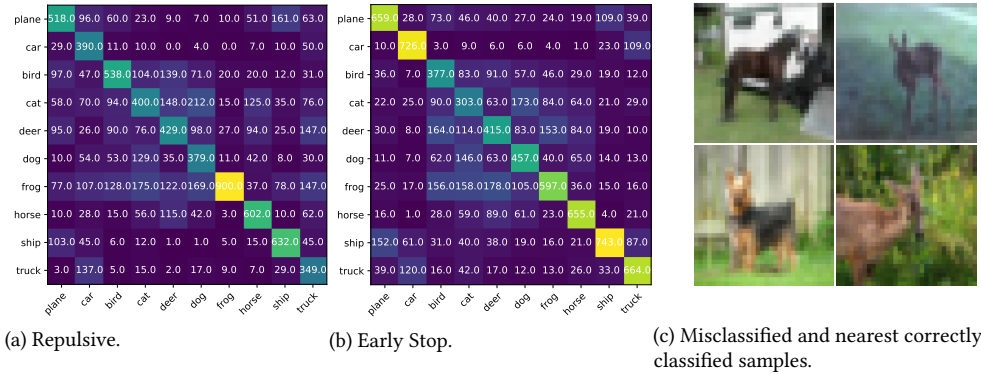 plane 518.0 96.0 60.0 23.0 9.0 7.0 10.0 51.0 161.0 63.0
car 29.0 390.0 11.0 10.0 0.0 4.0 0.0 7.0 10.0 50.0
bird 97.0 47.0 538.0 104.0 139.0 71.0 20.0 20.0 12.0 31.0
cat 58.0 70.0 94.0 400.0 148.0 212.0 15.0 125.0 35.0 76.0
deer 95.0 26.0 90.0 76.0 429.0 98.0 27.0 94.0 25.0 147.0
dog 10.0 54.0 53.0 129.0 35.0 379.0 11.0 42.0 8.0 30.0
frog 77.0 107.0 128.0 175.0 122.0 169.0 900.0 37.0 78.0 147.0
horse 10.0 28.0 15.0 56.0 115.0 42.0 3.0 602.0 10.0 62.0
ship 103.0 45.0 6.0 12.0 1.0 1.0 5.0 15.0 632.0 45.0
truck 3.0 137.0 5.0 15.0 2.0 17.0 9.0 7.0 29.0 349.0
plane car bird cat deer dog frog horse ship truck
(a) Repulsive.
plane 659.0 28.0 73.0 46.0 40.0 27.0 24.0 19.0 109.0 39.0
car 10.0 726.0 3.0 9.0 6.0 6.0 4.0 1.0 23.0 109.0
bird 36.0 7.0 377.0 83.0 91.0 57.0 46.0 29.0 19.0 12.0
cat 22.0 25.0 90.0 303.0 63.0 173.0 84.0 64.0 21.0 29.0
deer 30.0 8.0 164.0 114.0 415.0 83.0 153.0 84.0 19.0 10.0
dog 11.0 7.0 62.0 146.0 63.0 457.0 40.0 65.0 14.0 13.0
frog 25.0 17.0 156.0 158.0 178.0 105.0 597.0 36.0 15.0 16.0
horse 16.0 1.0 28.0 59.0 89.0 61.0 23.0 655.0 4.0 21.0
ship 152.0 61.0 31.0 40.0 38.0 19.0 16.0 21.0 743.0 87.0
truck 39.0 120.0 16.0 42.0 17.0 12.0 13.0 26.0 33.0 664.0
plane car bird cat deer dog frog horse ship truck
(b) Early Stop.
(c) Misclassified and nearest correctly
classified samples.